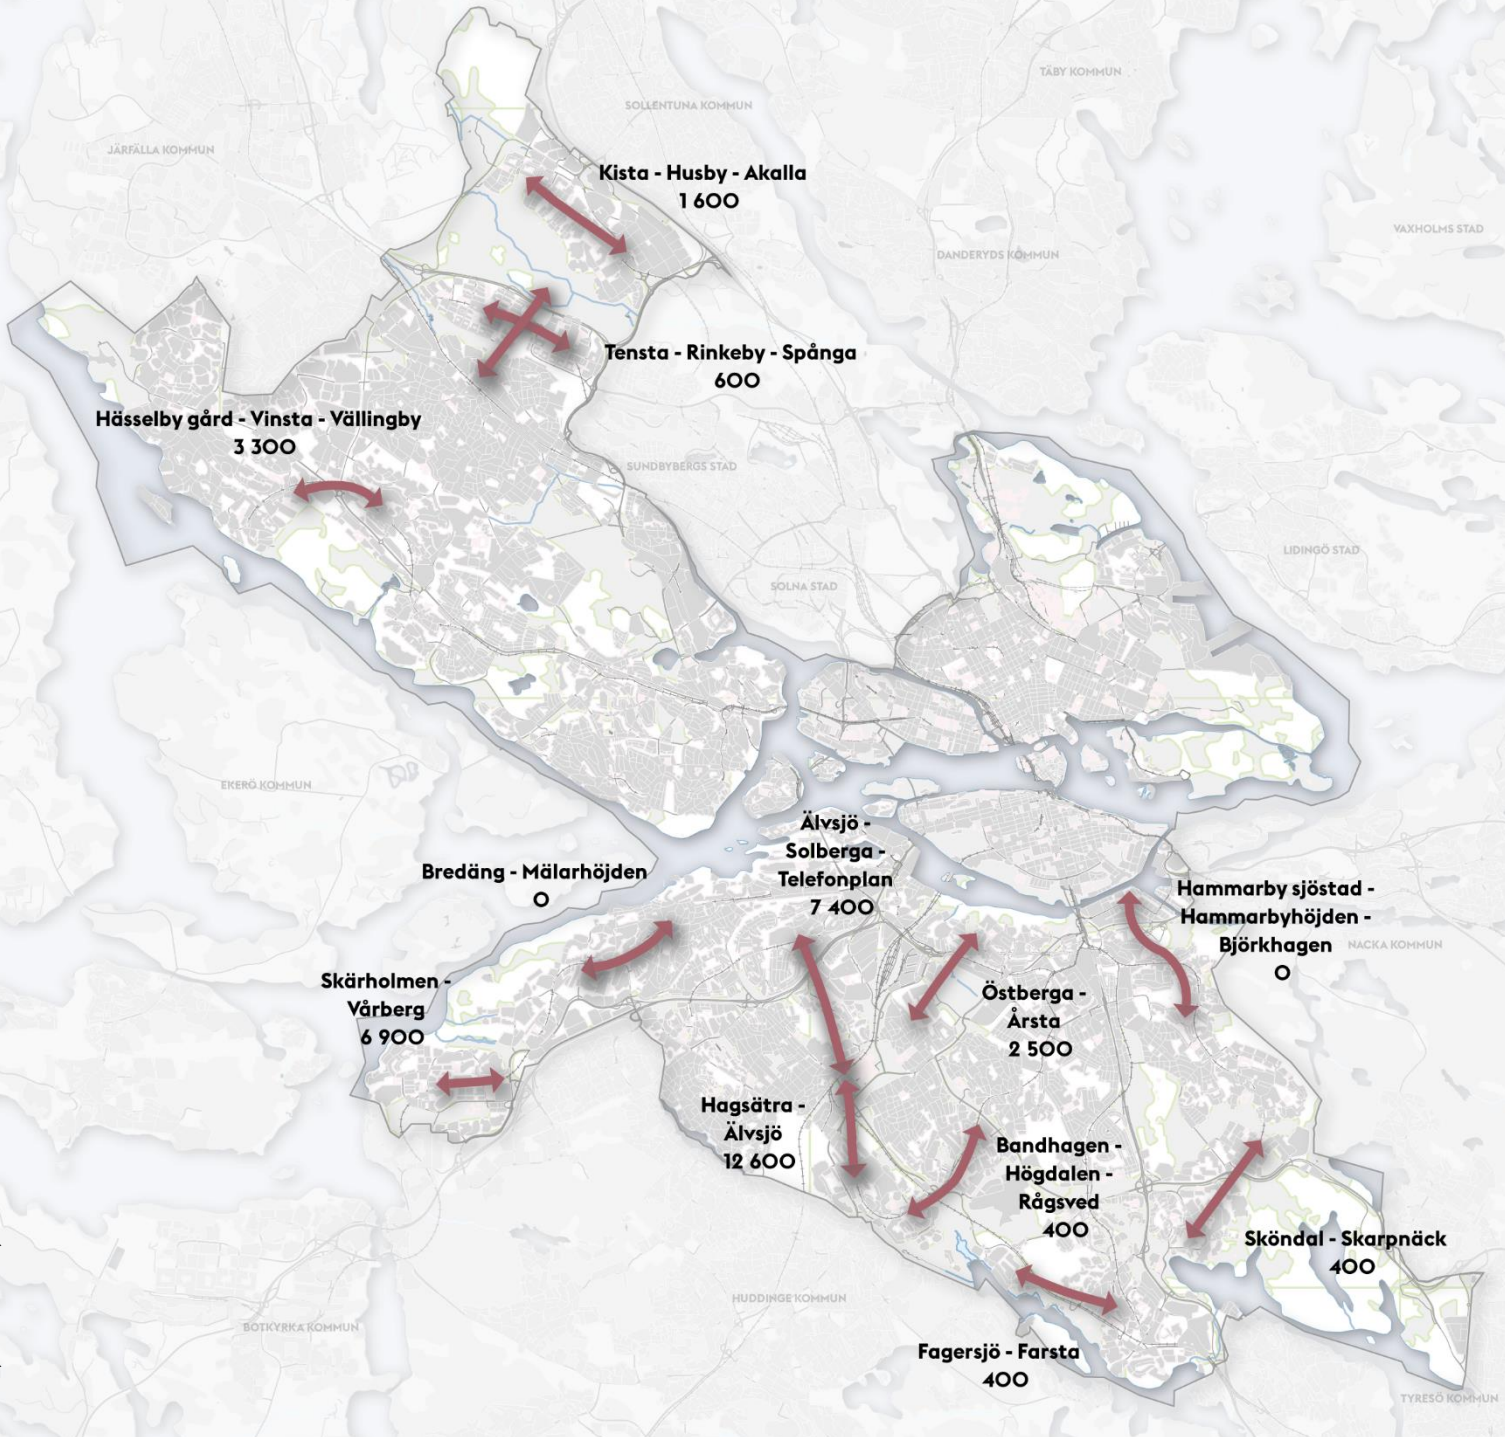 TÄBY KOMMUN
SOLLENTUNA KOMMUN
JÄRFÄLLA KOMMUN
Kista - Husby - Akalla
1 600
VAXHOLMS STAD
DANDERYDS KOMMUN
Tensta - Rinkeby - Spånga
600
Hässelby gård - Vinsta - Vällingby
3 300
SUNDBYBERGS STAD
LIDINGÖ STAD
SOLNA STAD
EKERÖ KOMMUN
Älvsjö -
Solberga -
Telefonplan
7 400
Bredäng - Mälarhöjden
0
Hammarby sjöstad -
Hammarbyhöjden -
Björkhagen
0
NACKA KOMMUN
Skärholmen -
Vårberg
6 900
Östberga -
Årsta
2 500
Hagsätra -
Älvsjö
12 600
Bandhagen -
Högdalen -
Rågsved
400
Sköndal - Skarpnäck
400
HUDDINGE KOMMUN
BOTKYRKA KOMMUN
Fagersjö - Farsta
400
TYRESÖ KOMMUN